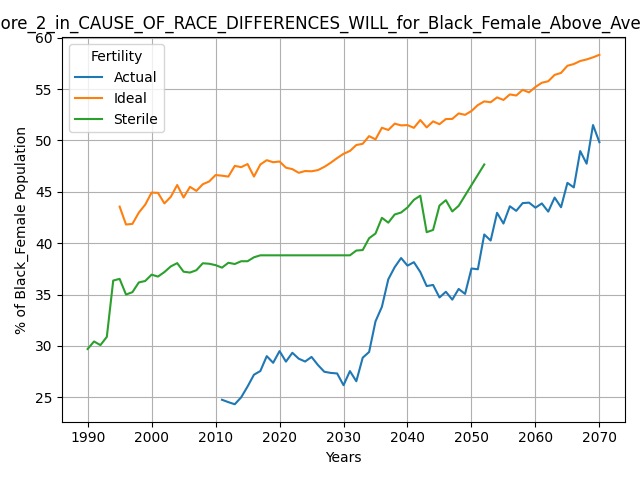 ore_2_in_CAUSE_OF_RACE_DIFFERENCES_WILL_for_Black_Female_Above_Ave
Fertility
Actual
Ideal
Sterile
% of Black_Female Population
60
55
50
45
40
35
30
25
1990 2000 2010 2020 2030 2040 2050 2060 2070
Years